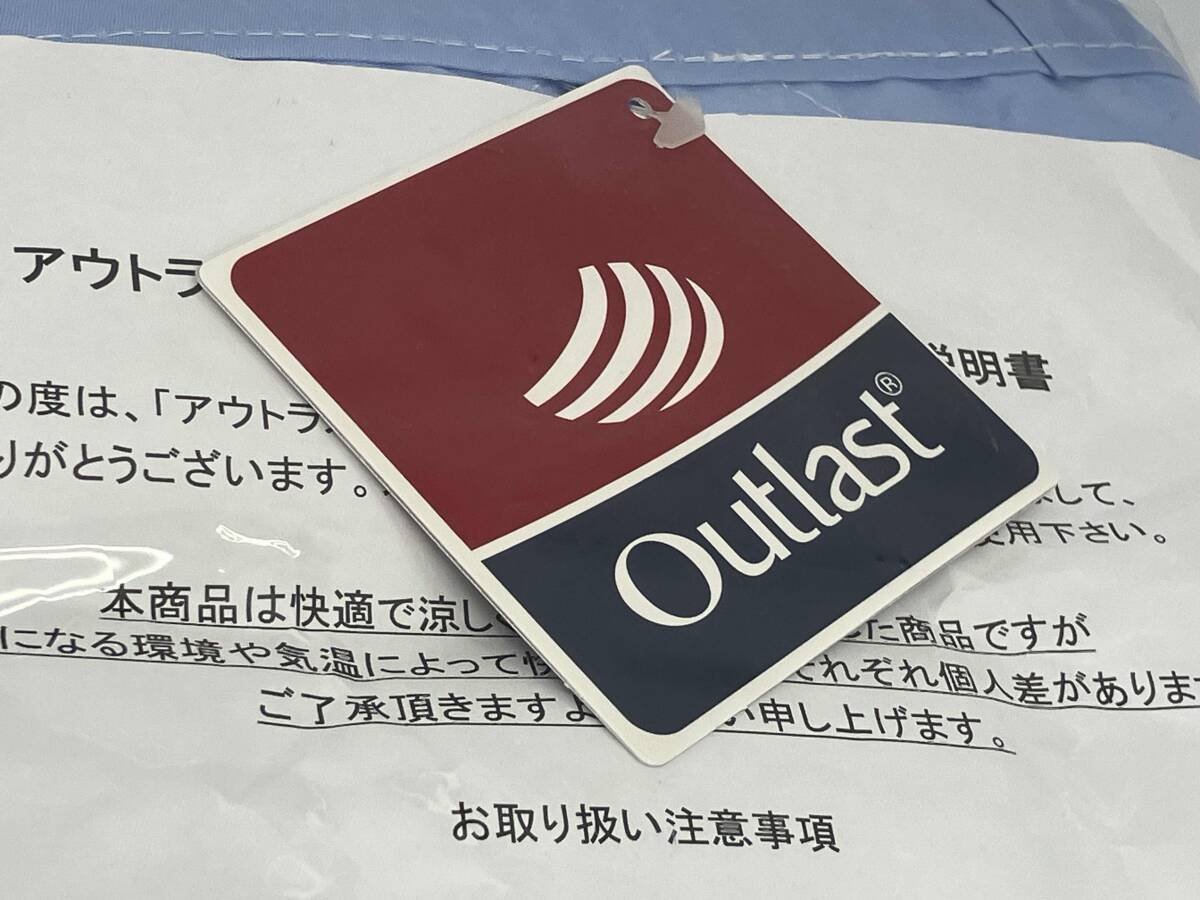 アウトラ
説明書
の度は、「アウトラ
りがとうございます。
して、
使用下さい。
本商品は快適で涼し
した商品ですが
になる環境や気温によって快
それぞれ個人差があります
ご了承頂きますよ
い申し上げます。
お取り扱い注意事項
Outlast®